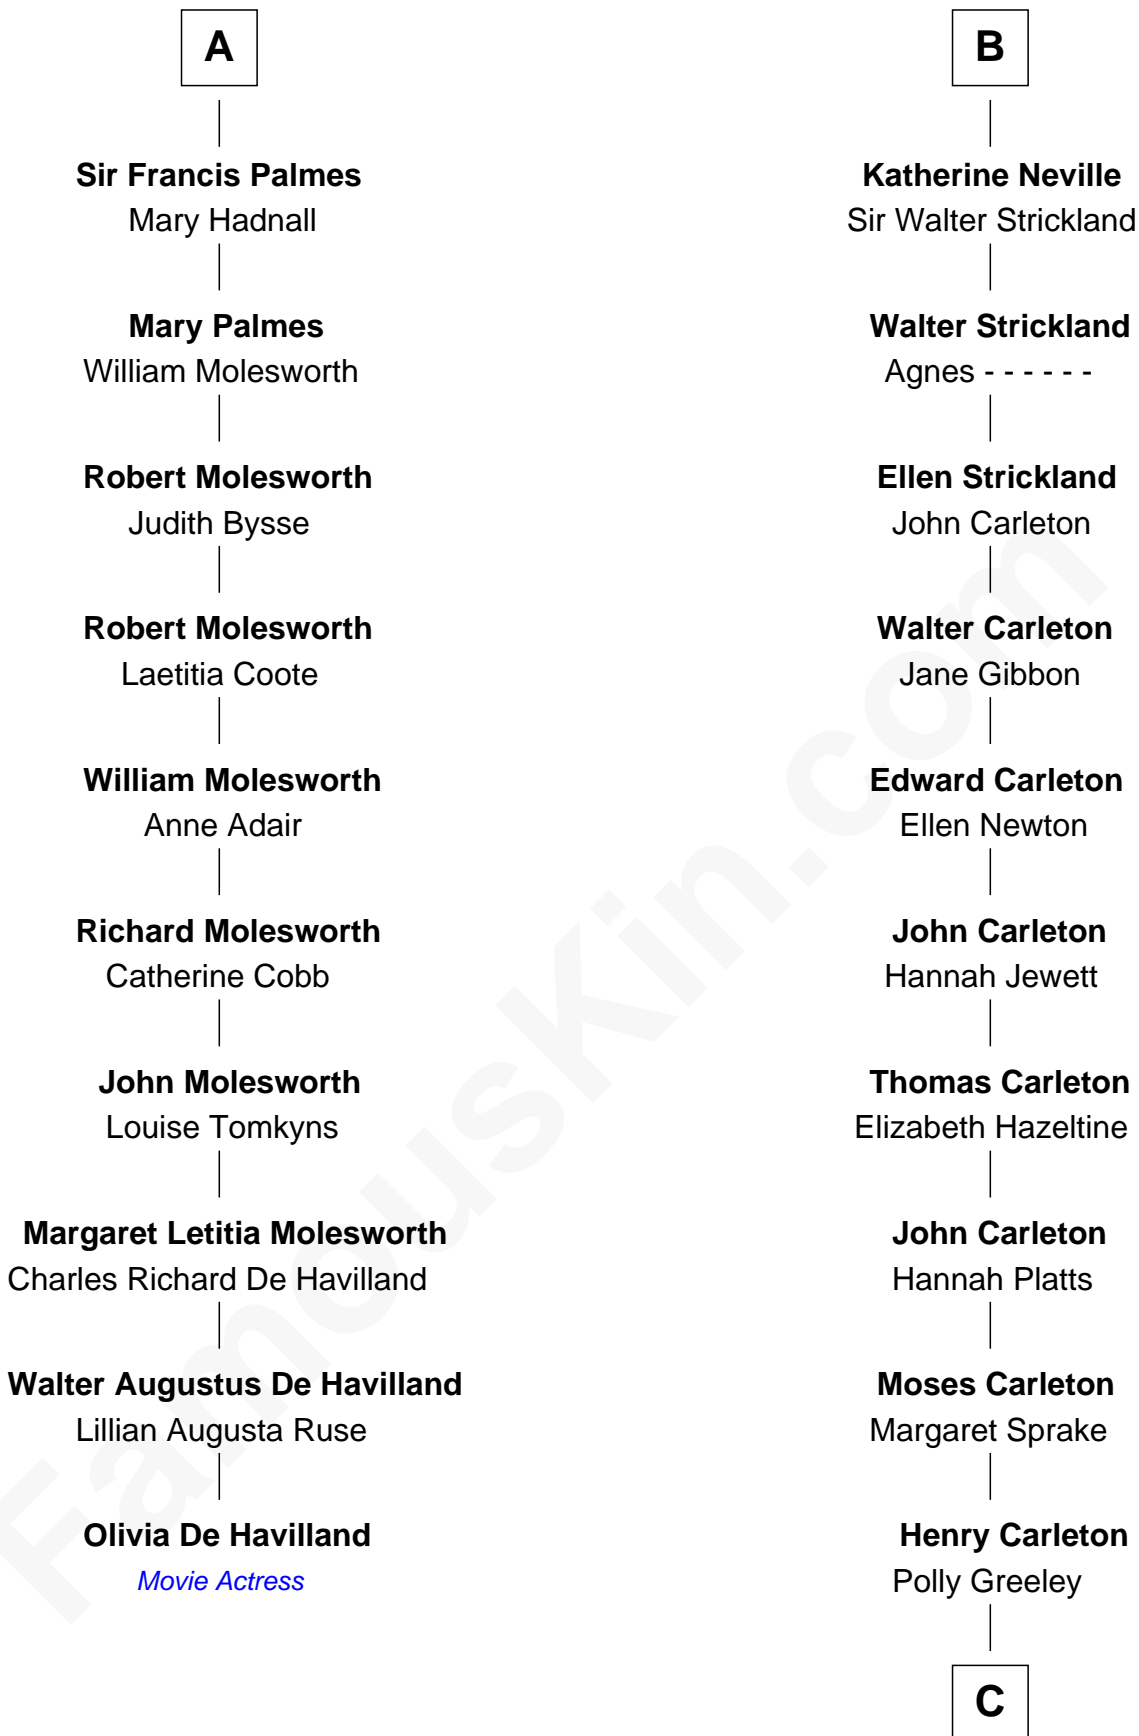 A
Sir Francis Palmes
Mary Hadnall
Mary Palmes
William Molesworth
Robert Molesworth
Judith Bysse
Robert Molesworth
Laetitia Coote
William Molesworth
Anne Adair
Richard Molesworth
Catherine Cobb
John Molesworth
Louise Tomkyns
Margaret Letitia Molesworth
Charles Richard De Havilland
Walter Augustus De Havilland
Lillian Augusta Ruse
Olivia De Havilland
Movie Actress
B
Katherine Neville
Sir Walter Strickland
Walter Strickland
Agnes - - - - - -
Ellen Strickland
John Carleton
Walter Carleton
Jane Gibbon
Edward Carleton
Ellen Newton
John Carleton
Hannah Jewett
Thomas Carleton
Elizabeth Hazeltine
John Carleton
Hannah Platts
Moses Carleton
Margaret Sprake
Henry Carleton
Polly Greeley
C
FamousKin.com